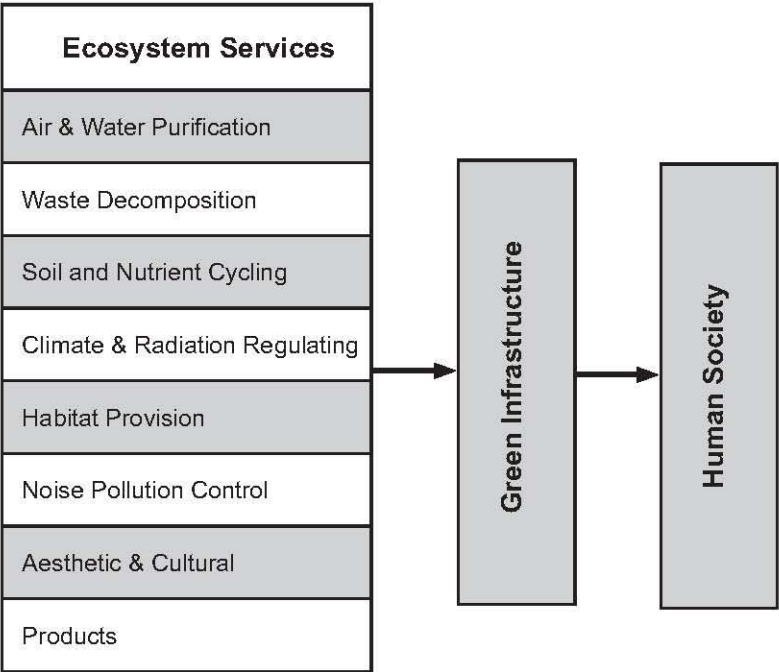 Ecosystem Services
Air & Water Purification
Waste Decomposition
Soil and Nutrient Cycling
Climate & Radiation Regulating
Habitat Provision
Noise Pollution Control
Aesthetic & Cultural
Products
Green Infrastructure
Human Society